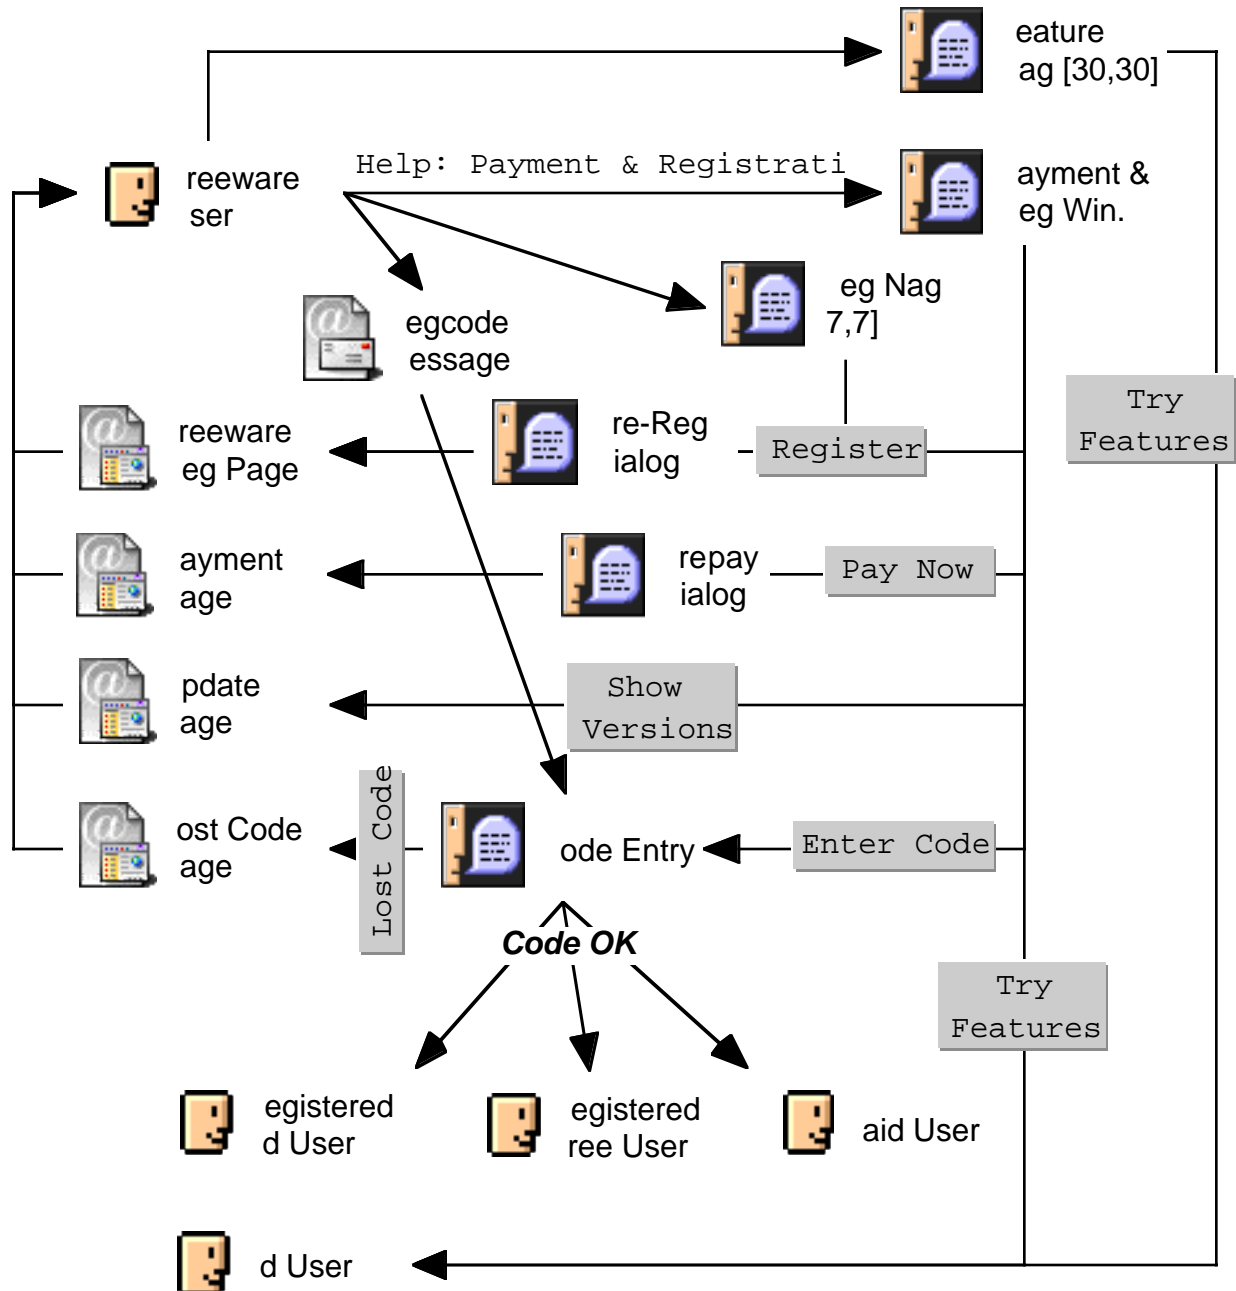 eature
ag [30,30]
Help: Payment & Registrati
reeware
ser
ayment &
eg Win.
eg Nag
7,7]
egcode
essage
Try
Features
reeware
eg Page
re-Reg
ialog
Register
ayment
age
repay
ialog
Pay Now
pdate
age
Show
Versions
ost Code
age
Lost Code
ode Entry
Enter Code
Code OK
Try
Features
egistered
d User
egistered
ree User
aid User
d User